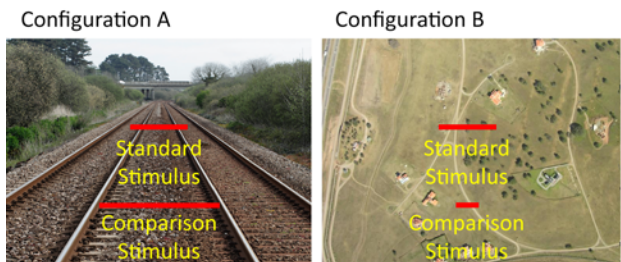 Configuration A
Configuration B
Standard
Stimulus
Comparison
Stimulus
Standard
Stimulus
Comparison
Stimulus